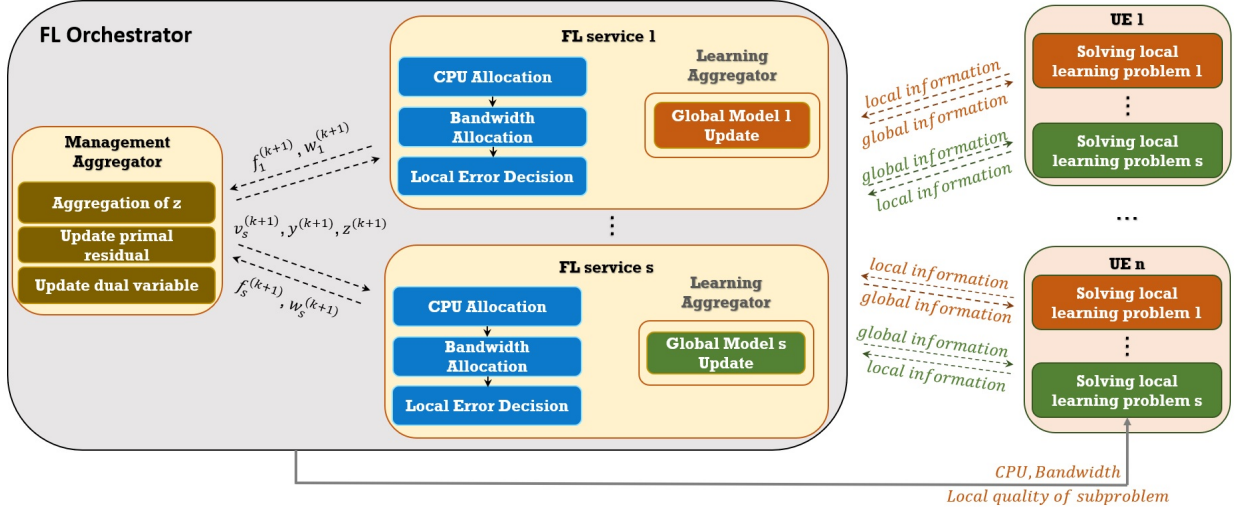 FL Orchestrator
Management
Aggregator
Aggregation of z
Update primal
residual
Update dual variable
f_1^{(k+1)}, w_1^{(k+1)}
v_s^{(k+1)}, y^{(k+1)}, z^{(k+1)}
f_s^{(k+1)}, w_s^{(k+1)}
FL service 1
CPU Allocation
Bandwidth
Allocation
Local Error Decision
Learning
Aggregator
Global Model 1
Update
⋮
FL service s
CPU Allocation
Bandwidth
Allocation
Local Error Decision
Learning
Aggregator
Global Model s
Update
local information
global information
global information
local information
local information
global information
global information
local information
UE 1
Solving local
learning problem 1
⋮
Solving local
learning problem s
...
UE n
Solving local
learning problem 1
⋮
Solving local
learning problem s
CPU, Bandwidth
Local quality of subproblem